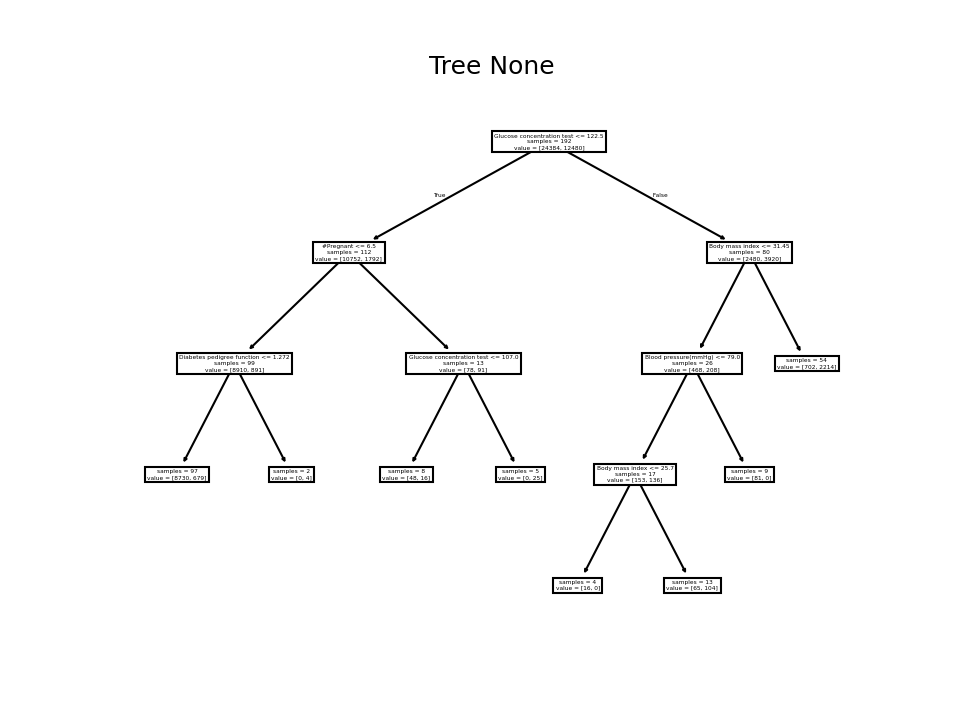 Tree None
Glucose concentration test <= 122.5
samples = 192
value = [24384, 12480]
True
False
#Pregnant <= 6.5
samples = 112
value = [10752, 1792]
Body mass index <= 31.45
samples = 80
value = [2480, 3920]
Diabetes pedigree function <= 1.272
samples = 99
value = [8910, 891]
Glucose concentration test <= 107.0
samples = 13
value = [78, 91]
Blood pressure(mmHg) <= 79.0
samples = 26
value = [468, 208]
samples = 54
value = [702, 2214]
samples = 97
value = [8730, 679]
samples = 2
value = [0, 4]
samples = 8
value = [48, 16]
samples = 5
value = [0, 25]
Body mass index <= 25.7
samples = 17
value = [153, 136]
samples = 9
value = [81, 0]
samples = 4
value = [16, 0]
samples = 13
value = [65, 104]